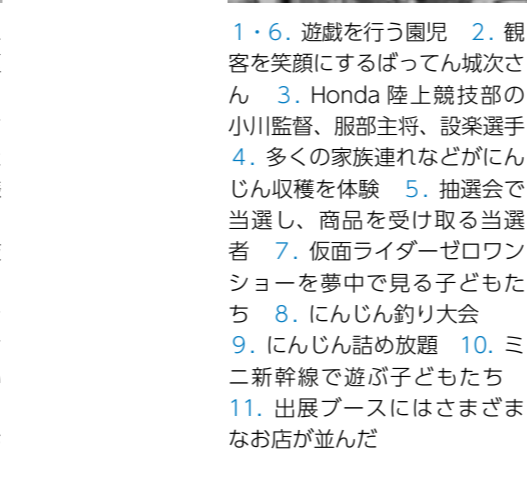 1・6. 遊戯を行う園児　2. 観
客を笑顔にするばってん城次さ
ん　3. Honda 陸上競技部の
小川監督、服部主将、設楽選手
4. 多くの家族連れなどがにん
じん収穫を体験　5. 抽選会で
当選し、商品を受け取る当選
者　7. 仮面ライダーゼロワン
ショーを夢中で見る子どもた
ち　8. にんじん釣り大会
9. にんじん詰め放題　10. ミ
ニ新幹線で遊ぶ子どもたち
11. 出展ブースにはさまざま
なお店が並んだ